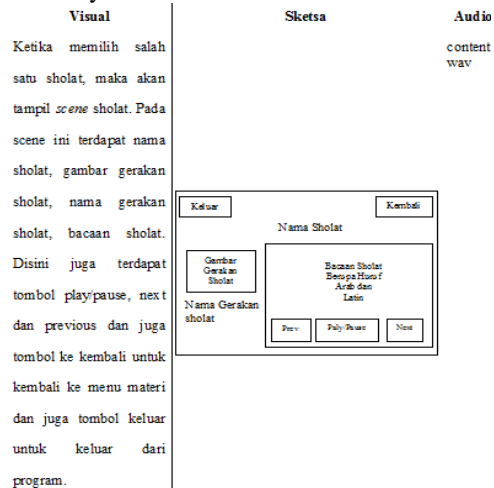 Visual
Sketsa
Audio
Ketika memilih salah
satu sholat, maka akan
tampil scene sholat. Pada
scene ini terdapat nama
sholat, gambar gerakan
sholat, nama gerakan
sholat, bacaan sholat.
Disini juga terdapat
tombol play/pause, next
dan previous dan juga
tombol ke kembali untuk
kembali ke menu materi
dan juga tombol keluar
untuk keluar dari
program.
Keluar
Kembali
Nama Sholat
Gambar
Gerakan
Sholat
Nama Gerakan
sholat
Bacaan Sholat
Berupa Huruf
Arab dan
Latin
Prev
Paly/Pause
Next
content
wav